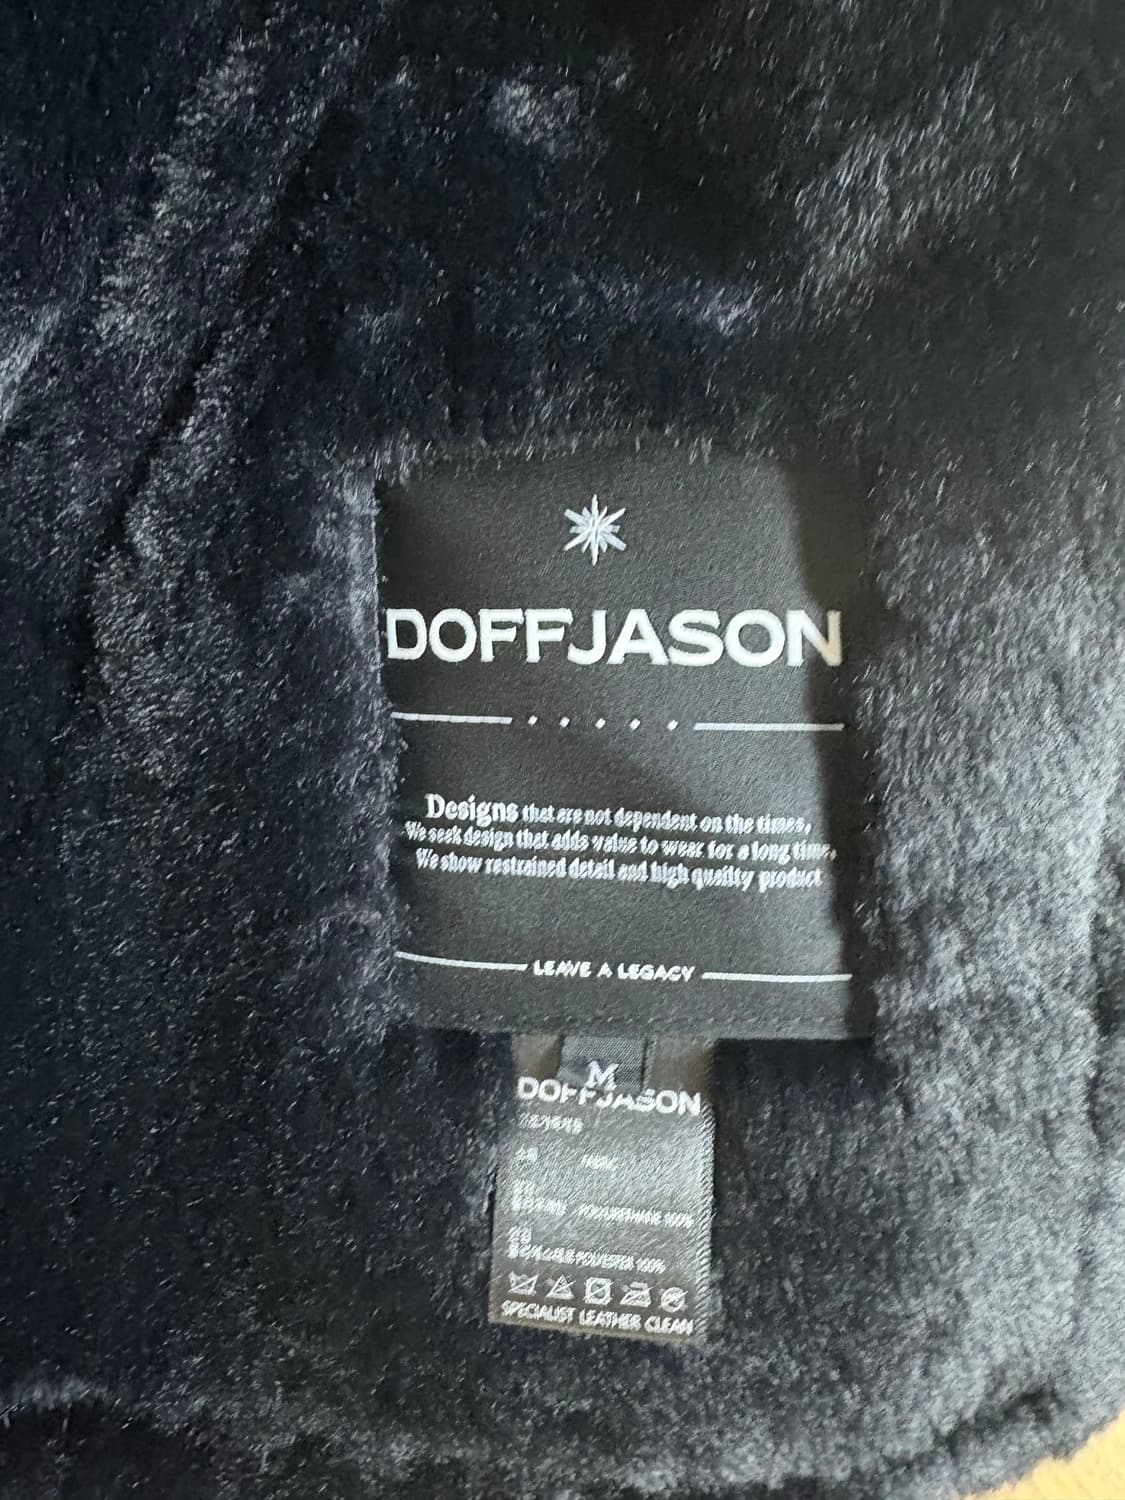 DOFFJASON
Designs that are not dependent on the times,
We seek design that adds value to wear for a long time.
We show restrained detail and high quality product
LEAVE A LEGACY
M
DOFFJASON
FABRIC
POLYURETHANE 100%
POLYESTER 100%
SPECIALIST LEATHER CLEAN